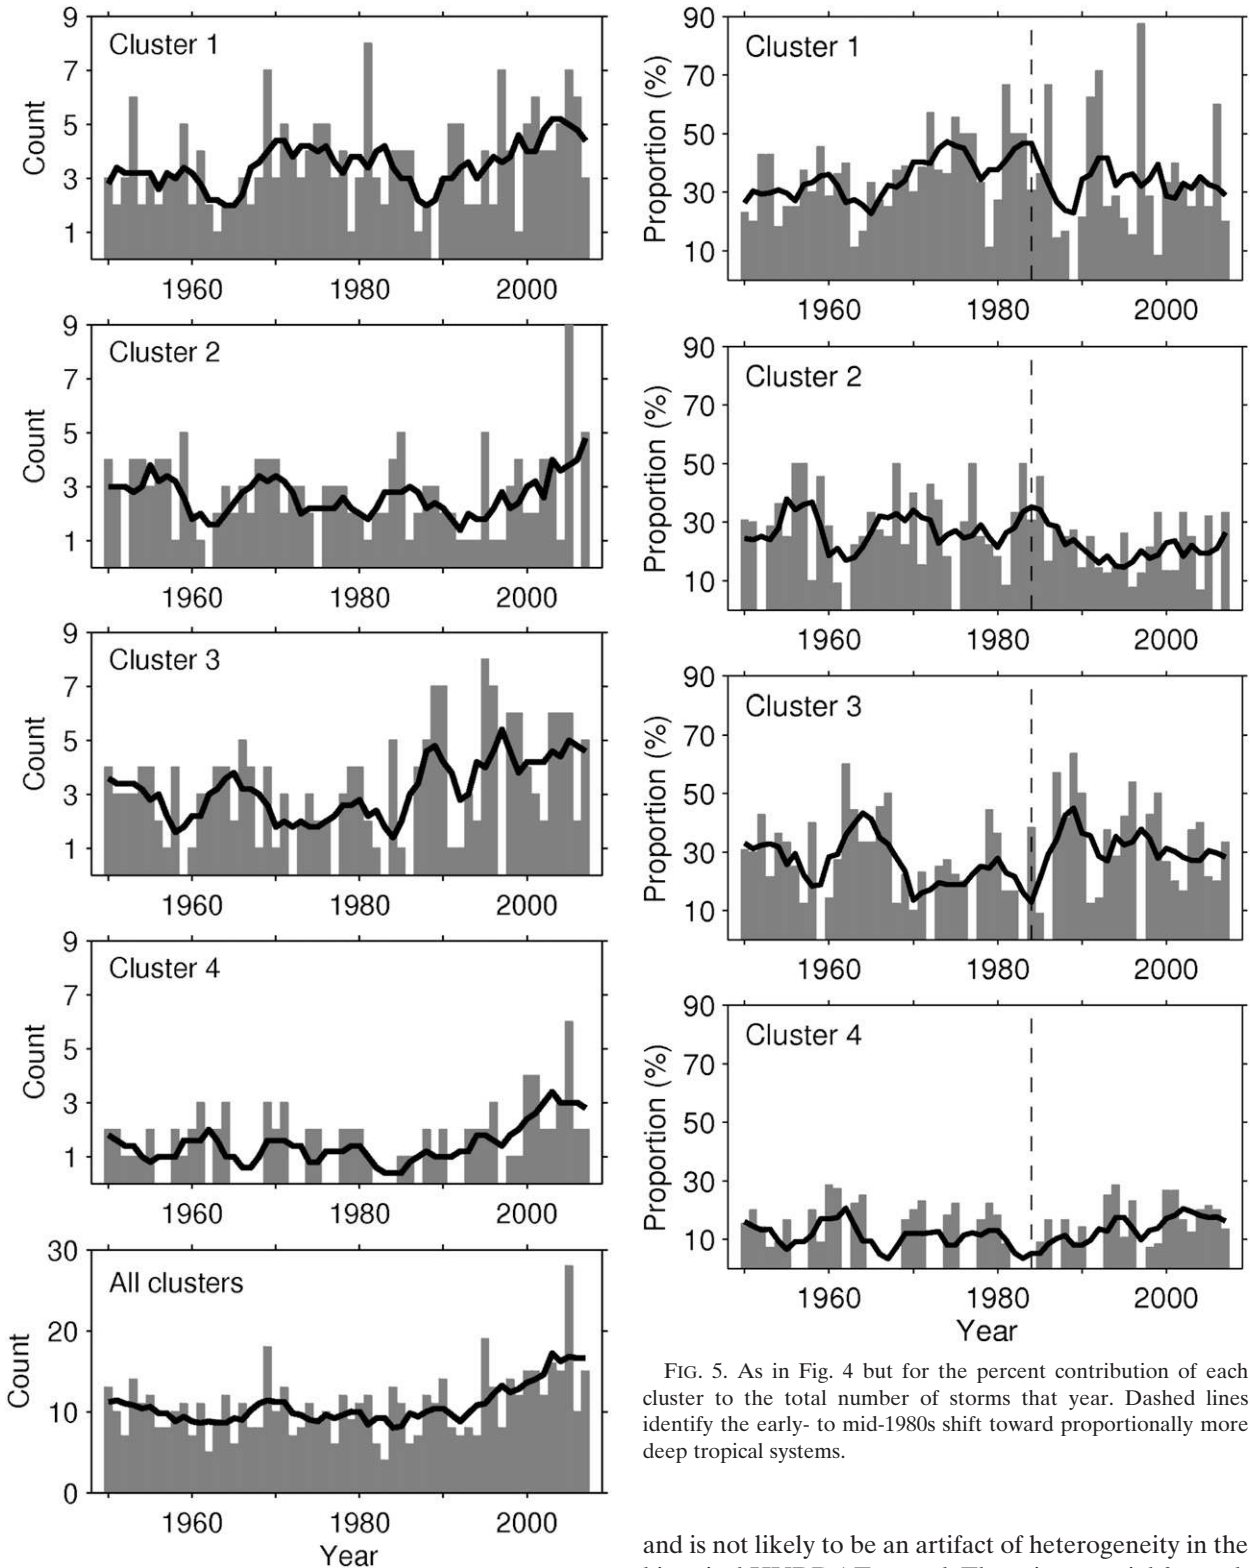 9
7
5
3
1
Count
Cluster 1
1960 1980 2000
9
7
5
3
1
Count
Cluster 2
1960 1980 2000
9
7
5
3
1
Count
Cluster 3
1960 1980 2000
9
7
5
3
1
Count
Cluster 4
1960 1980 2000
30
20
10
0
Count
All clusters
1960 1980 2000
Year
90
70
50
30
10
Proportion (%)
Cluster 1
1960 1980 2000
90
70
50
30
10
Proportion (%)
Cluster 2
1960 1980 2000
90
70
50
30
10
Proportion (%)
Cluster 3
1960 1980 2000
90
70
50
30
10
Proportion (%)
Cluster 4
1960 1980 2000
Year
FIG. 5. As in Fig. 4 but for the percent contribution of each
cluster to the total number of storms that year. Dashed lines
identify the early- to mid-1980s shift toward proportionally more
deep tropical systems.
and is not likely to be an artifact of heterogeneity in the